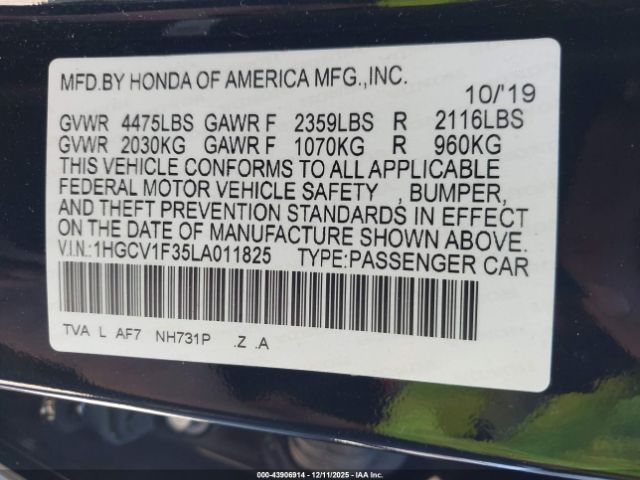 MFD.BY HONDA OF AMERICA MFG.,INC.
10/'19
GVWR 4475LBS GAWR F 2359LBS R 2116LBS
GVWR 2030KG GAWR F 1070KG R 960KG
THIS VEHICLE CONFORMS TO ALL APPLICABLE
FEDERAL MOTOR VEHICLE SAFETY , BUMPER,
AND THEFT PREVENTION STANDARDS IN EFFECT
ON THE DATE OF MANUFACTURE SHOWN ABOVE.
V.I.N.:1HGCV1F35LA011825 TYPE:PASSENGER CAR
TVA L AF7 NH731P .Z .A
000-43906914 - 12/11/2025 - IAA Inc.